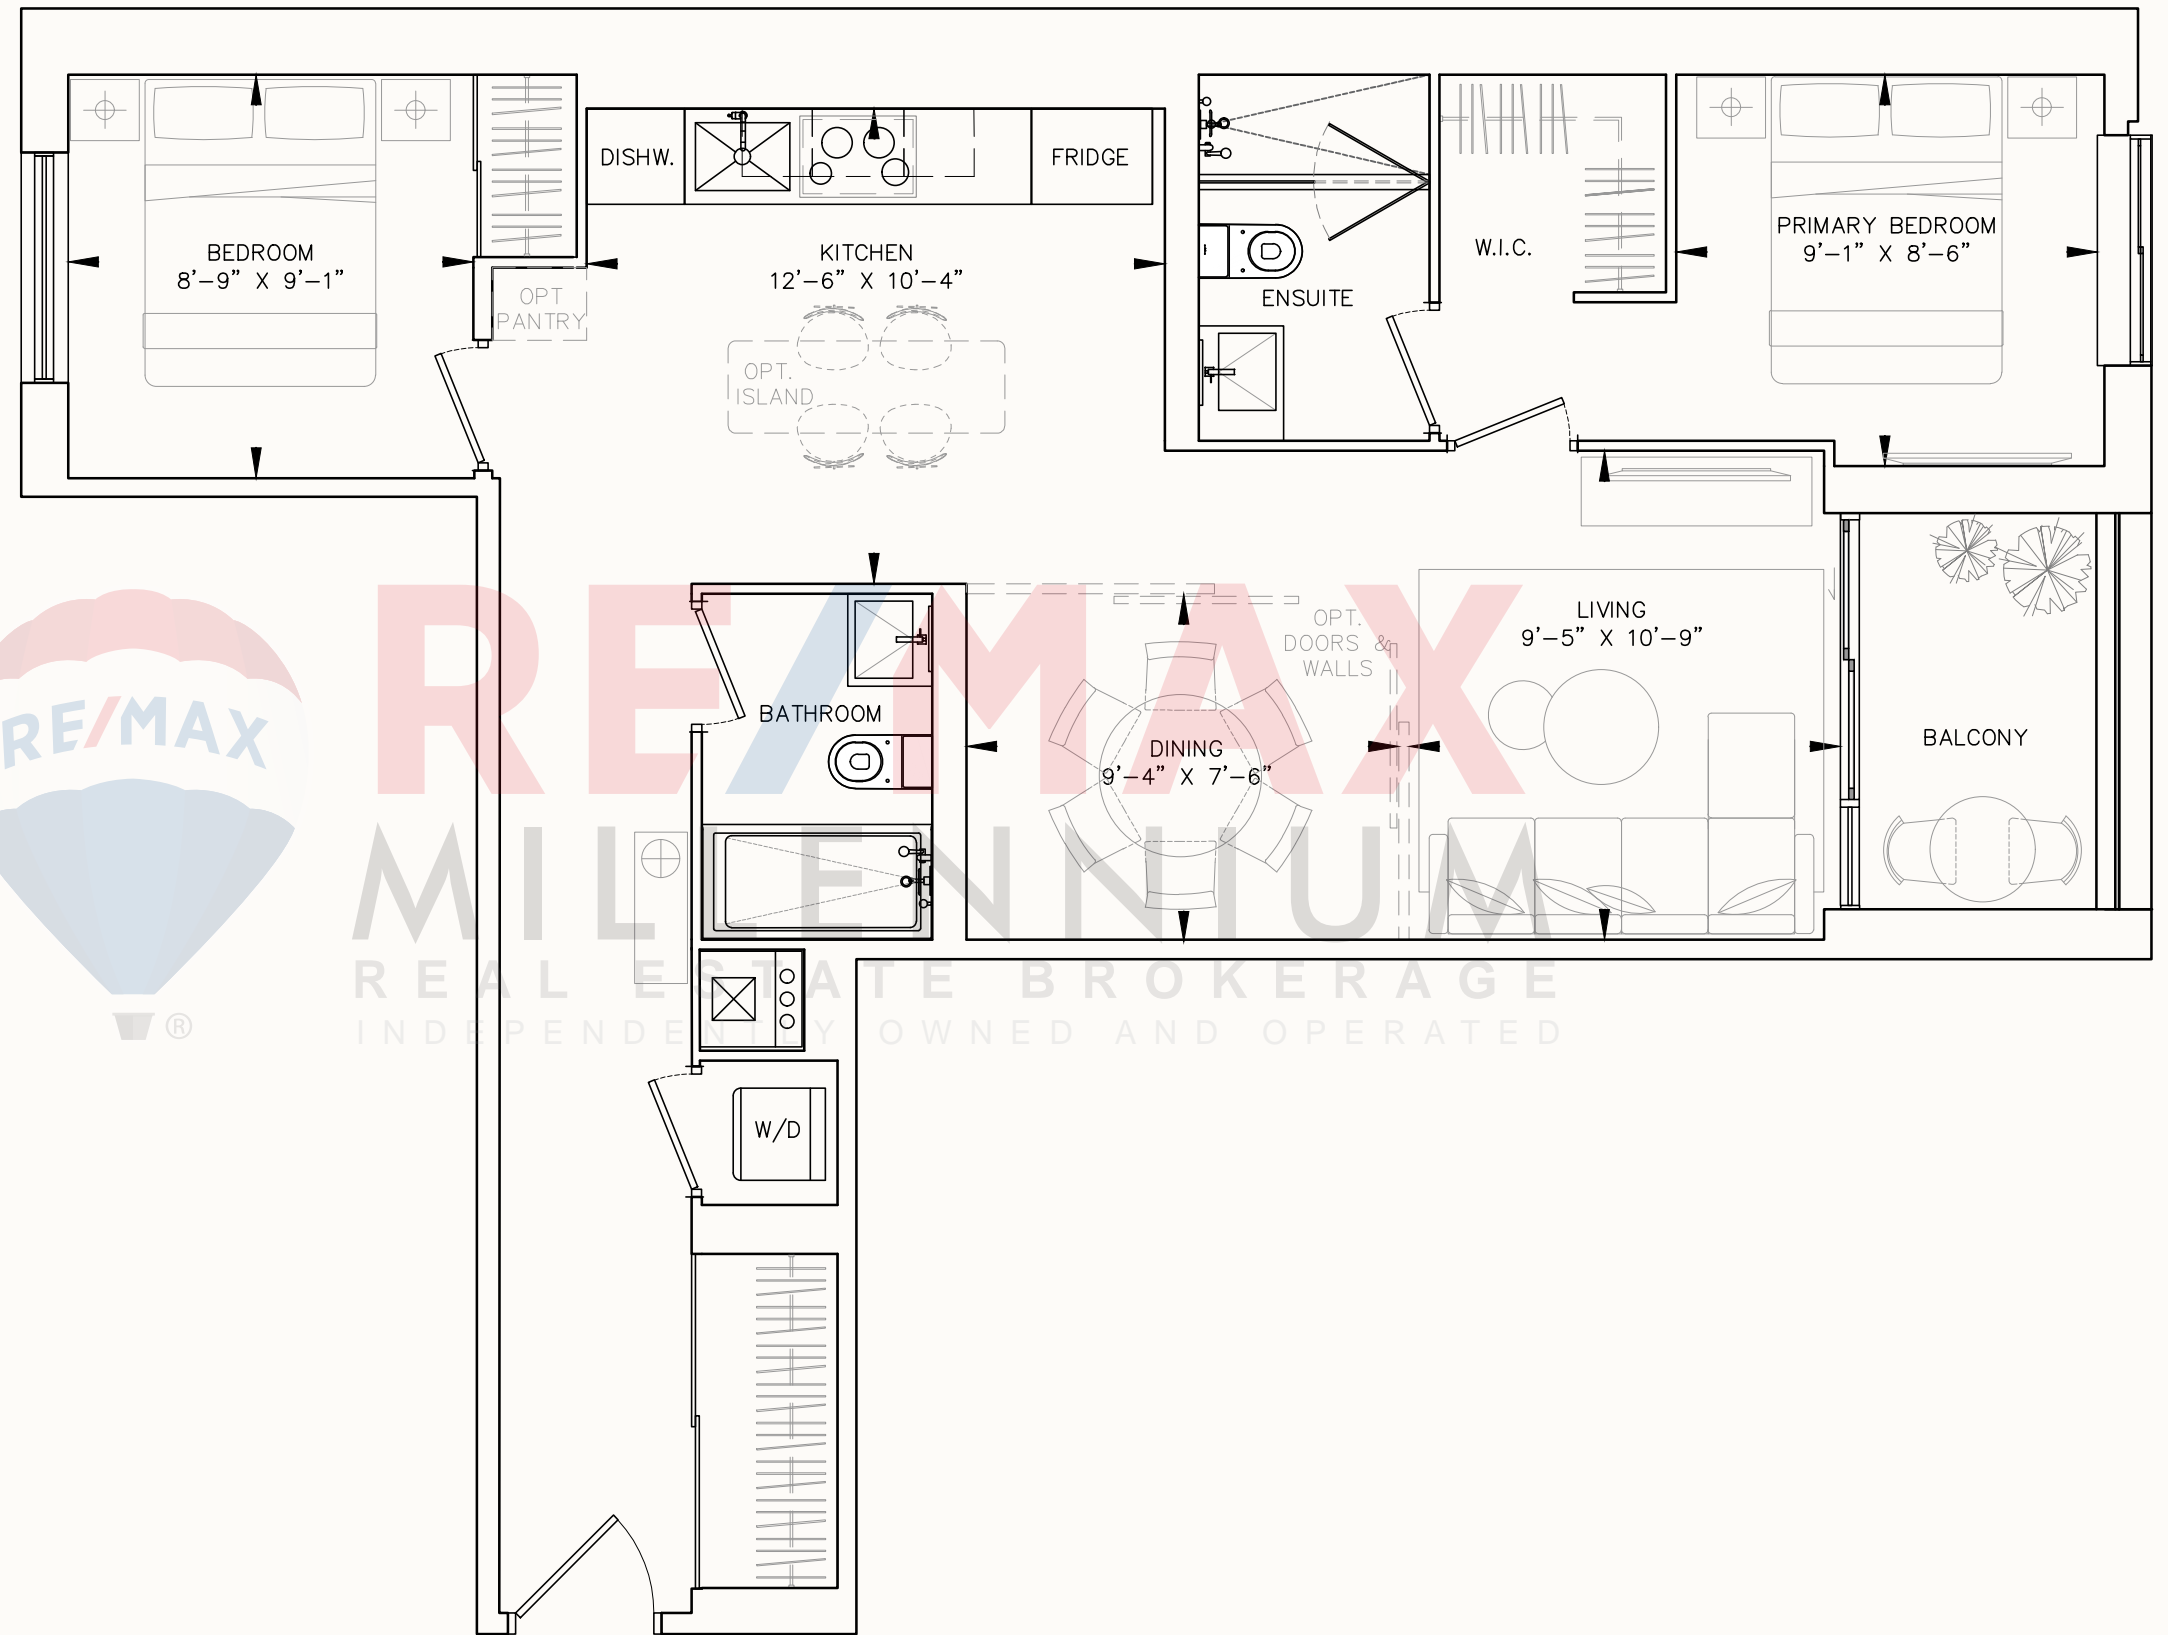 DISHW.
FRIDGE
BEDROOM
8'-9" X 9'-1"
KITCHEN
12'-6" X 10'-4"
W.I.C.
PRIMARY BEDROOM
9'-1" X 8'-6"
ENSUITE
OPT
PANTRY
OPT.
ISLAND
RE/MAX
LIVING
9'-5" X 10'-9"
OPT.
DOORS &
WALLS
RE/MAX
BATHROOM
DINING
9'-4" X 7'-6"
BALCONY
MILLENNIUM
REAL ESTATE BROKERAGE
INDEPENDENTLY OWNED AND OPERATED
®
W/D